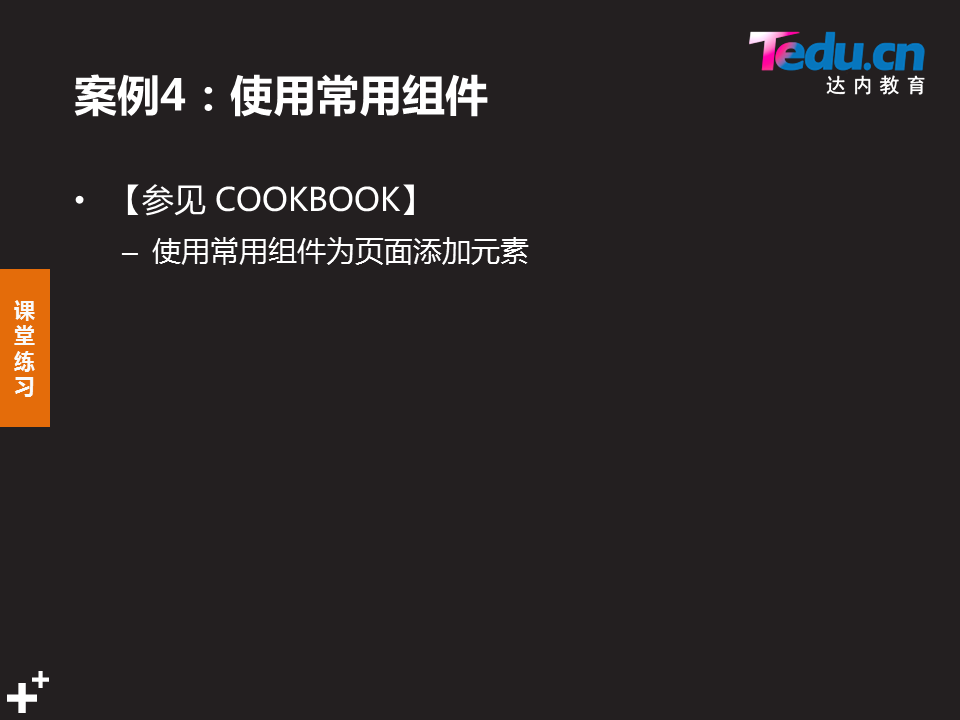 Tedu.cn
达内教育
案例4：使用常用组件
• 【参见 COOKBOOK】
– 使用常用组件为页面添加元素
课
堂
练
习